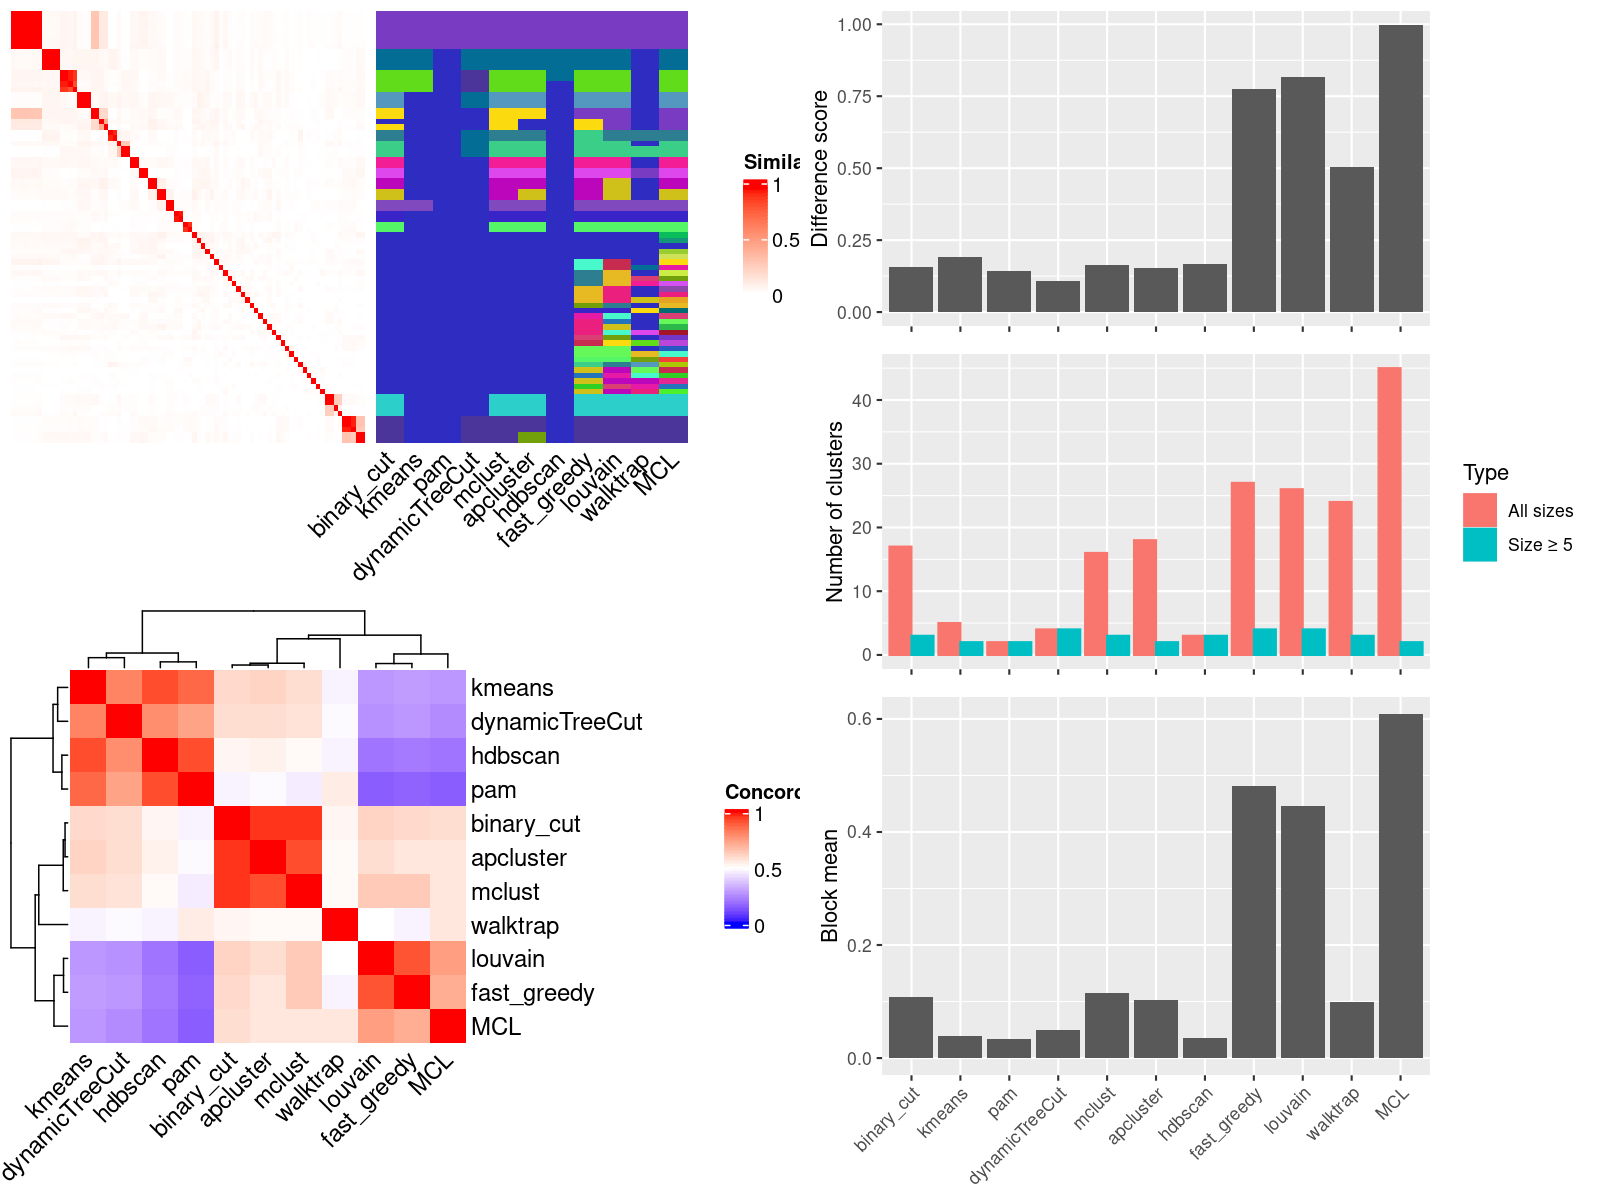 Simila
1
0.5
0
binary_cut
kmeans
pam
dynamicTreeCut
mclust
apcluster
hdbscan
fast_greedy
louvain
walktrap
MCL
kmeans
dynamicTreeCut
hdbscan
pam
binary_cut
apcluster
mclust
walktrap
louvain
fast_greedy
MCL
Concord
1
0.5
0
kmeans
dynamicTreeCut
hdbscan
pam
binary_cut
apcluster
mclust
walktrap
louvain
fast_greedy
MCL
Difference score
1.00
0.75
0.50
0.25
0.00
Number of clusters
40
30
20
10
0
Type
All sizes
Size ≥ 5
Block mean
0.6
0.4
0.2
0.0
binary_cut
kmeans
pam
dynamicTreeCut
mclust
apcluster
hdbscan
fast_greedy
louvain
walktrap
MCL